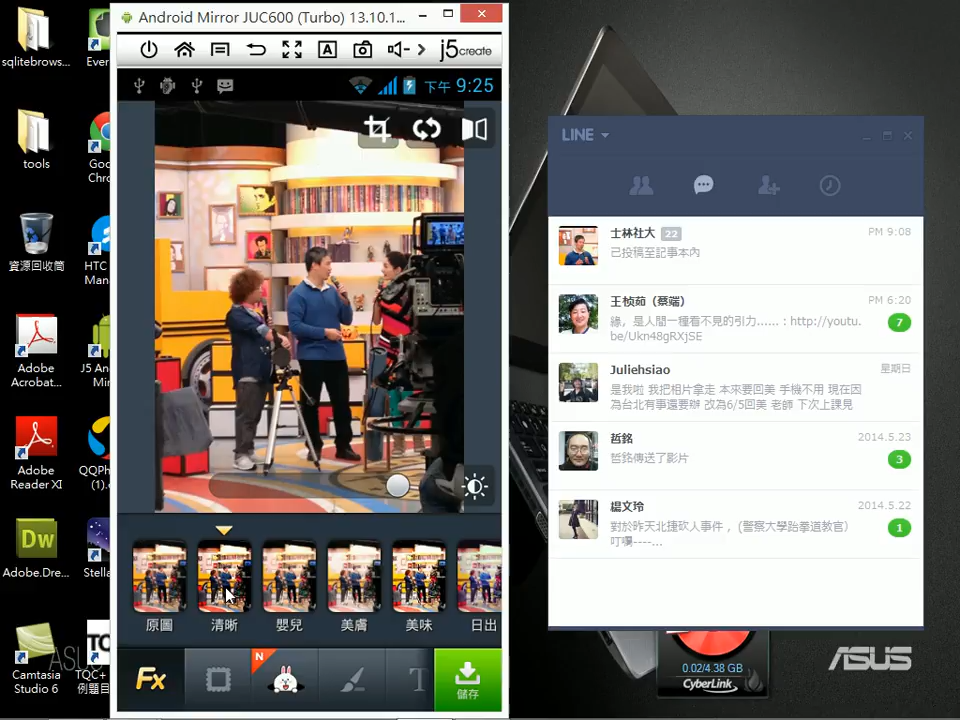 sqlitebrows...
Ever
tools
Goo
Chro
資源回收筒
HTC
Man
Adobe
Acrobat...
J5 An
Mi
Adobe
Reader XI
QQPh
(1).e
Dw
Adobe.Dre...
Stella
Camtasia
Studio 6
TQC
TQC+
例題目
Android Mirror JUC600 (Turbo) 13.10.1...
A
j5create
下午 9:25
原圖
清晰
嬰兒
美膚
美味
日出
Fx
N
T
儲存
LINE
士林社大 22
PM 9:08
已投稿至記事本內
王楨茹（蔡端）
PM 6:20
緣，是人間一種看不見的引力......：http://youtu.
be/Ukn48gRXjSE
7
Juliehsiao
星期日
是我啦 我把相片拿走 本來要回美 手機不用 現在因
為台北有事還要辦 改為6/5回美 老師 下次上課見
哲銘
2014.5.23
哲銘傳送了影片
3
楊文玲
2014.5.22
對於昨天北捷砍人事件，(警察大學跆拳道教官）
叮嚀----...
1
0.02/4.38 GB
CyberLink
ASUS